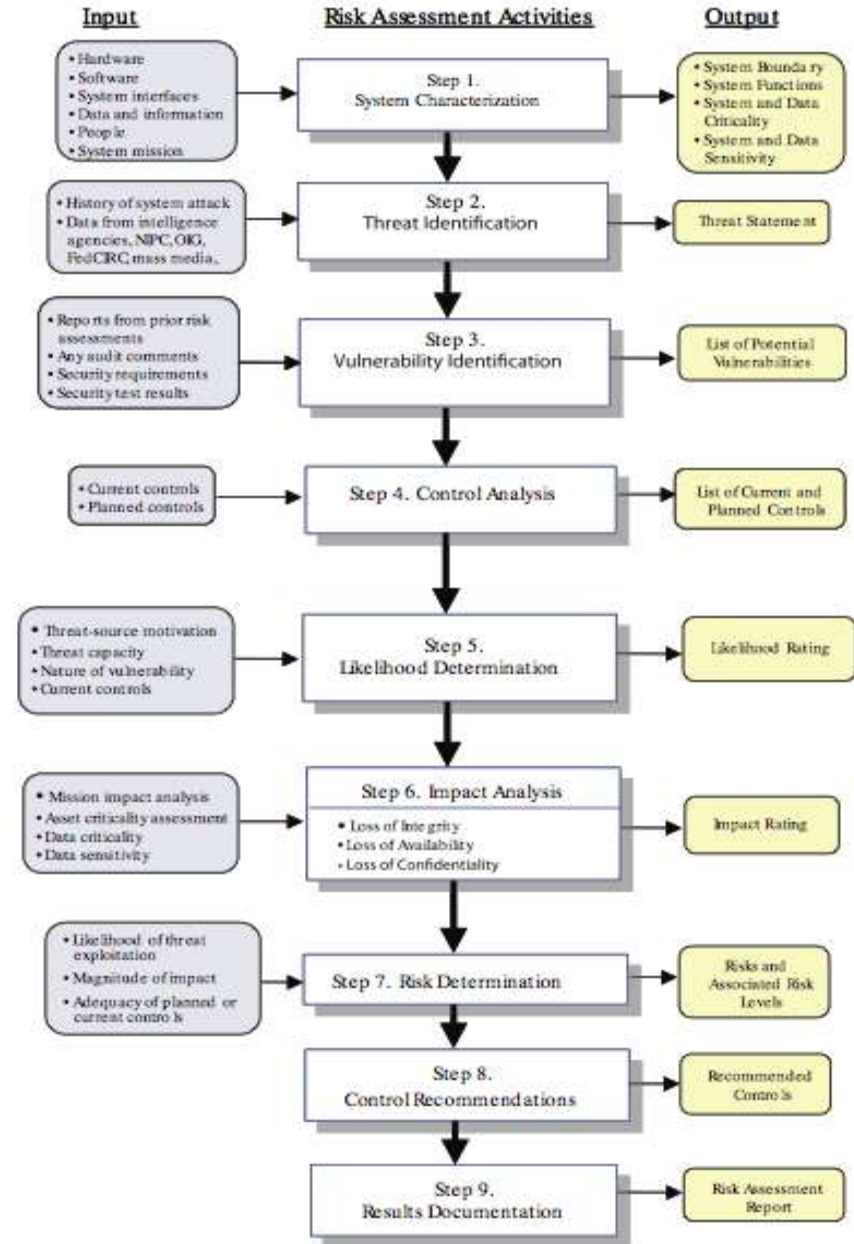 Input
Risk Assessment Activities
Output
• Hardware
• Software
• System interfaces
• Data and information
• People
• System mission
Step 1.
System Characterization
• System Boundary
• System Functions
• System and Data
Criticality
• System and Data
Sensitivity
• History of system attack
• Data from intelligence
agencies, NIPC, OIG,
FedCIRC, mass media,
Step 2.
Threat Identification
Threat Statement
• Reports from prior risk
assessments
• Any audit comments
• Security requirements
• Security test results
Step 3.
Vulnerability Identification
List of Potential
Vulnerabilities
• Current controls
• Planned controls
Step 4. Control Analysis
List of Current and
Planned Controls
• Threat-source motivation
• Threat capacity
• Nature of vulnerability
• Current controls
Step 5.
Likelihood Determination
Likelihood Rating
• Mission impact analysis
• Asset criticality assessment
• Data criticality
• Data sensitivity
Step 6. Impact Analysis
• Loss of Integrity
• Loss of Availability
• Loss of Confidentiality
Impact Rating
• Likelihood of threat
exploitation
• Magnitude of impact
• Adequacy of planned or
current controls
Step 7. Risk Determination
Risks and
Associated Risk
Levels
Step 8.
Control Recommendations
Recommended
Controls
Step 9.
Results Documentation
Risk Assessment
Report